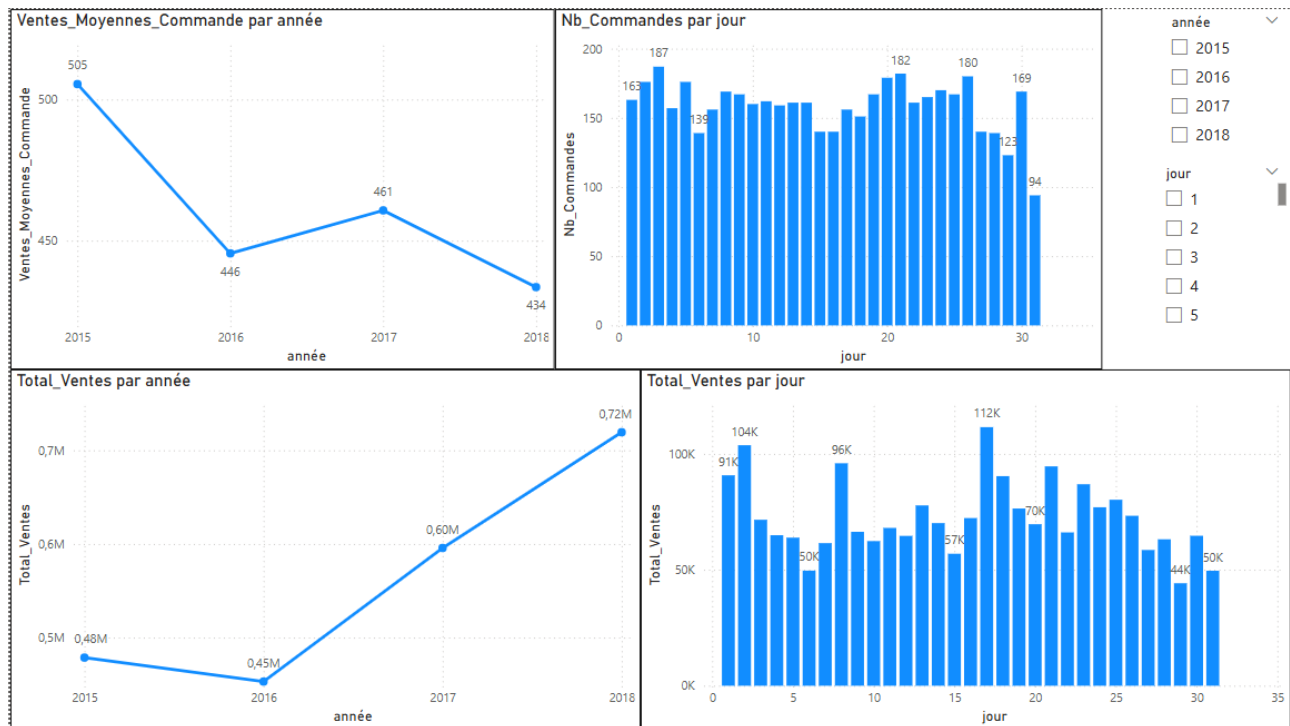 Ventes_Moyennes_Commande par année
505
500
461
450
446
434
Ventes_Moyennes_Commande
2015 2016 2017 2018
année
Nb_Commandes par jour
200
187
182
180
163
169
150
139
123
100
94
50
0
Nb_Commandes
0 10 20 30
jour
année
2015
2016
2017
2018
jour
1
2
3
4
5
Total_Ventes par année
0,72M
0,7M
0,60M
0,6M
0,5M
0,48M
0,45M
Total_Ventes
2015 2016 2017 2018
année
Total_Ventes par jour
112K
104K
100K
96K
91K
70K
57K
50K
50K
50K
44K
0K
Total_Ventes
0 5 10 15 20 25 30 35
jour